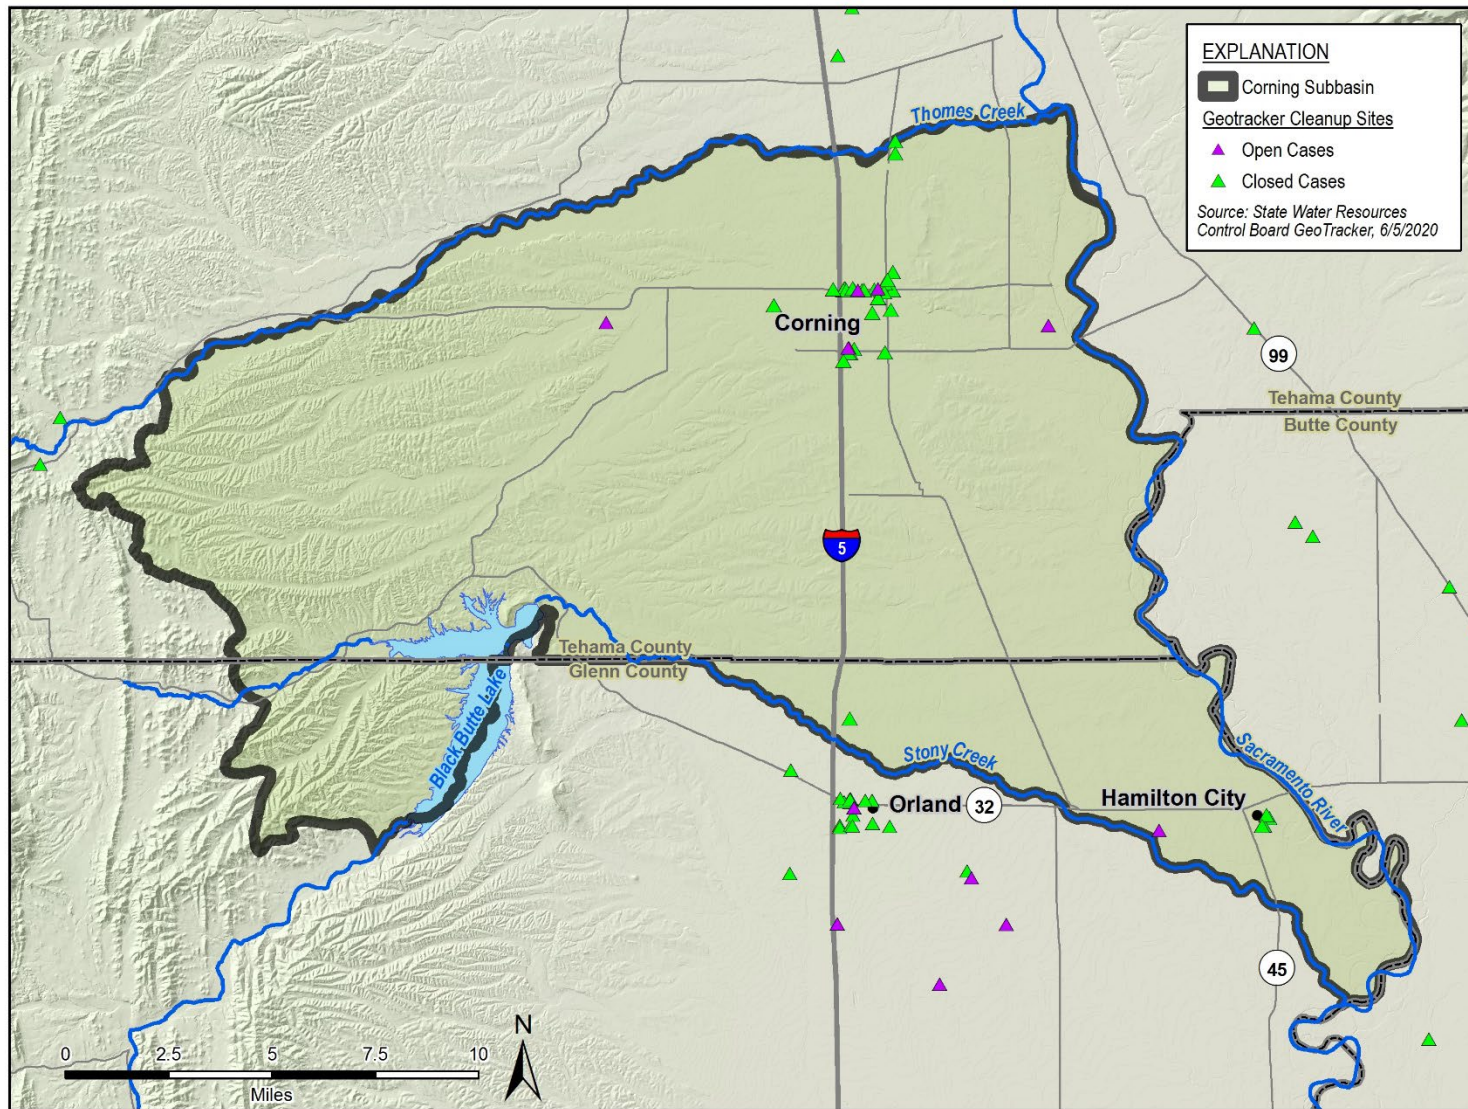 EXPLANATION
Corning Subbasin
Geotracker Cleanup Sites
Open Cases
Closed Cases
Source: State Water Resources
Control Board GeoTracker, 6/5/2020
Thomes Creek
Corning
99
Tehama County
Butte County
5
Tehama County
Glenn County
Black Butte Lake
Stony Creek
Sacramento River
Orland
32
Hamilton City
45
N
0 2.5 5 7.5 10
Miles